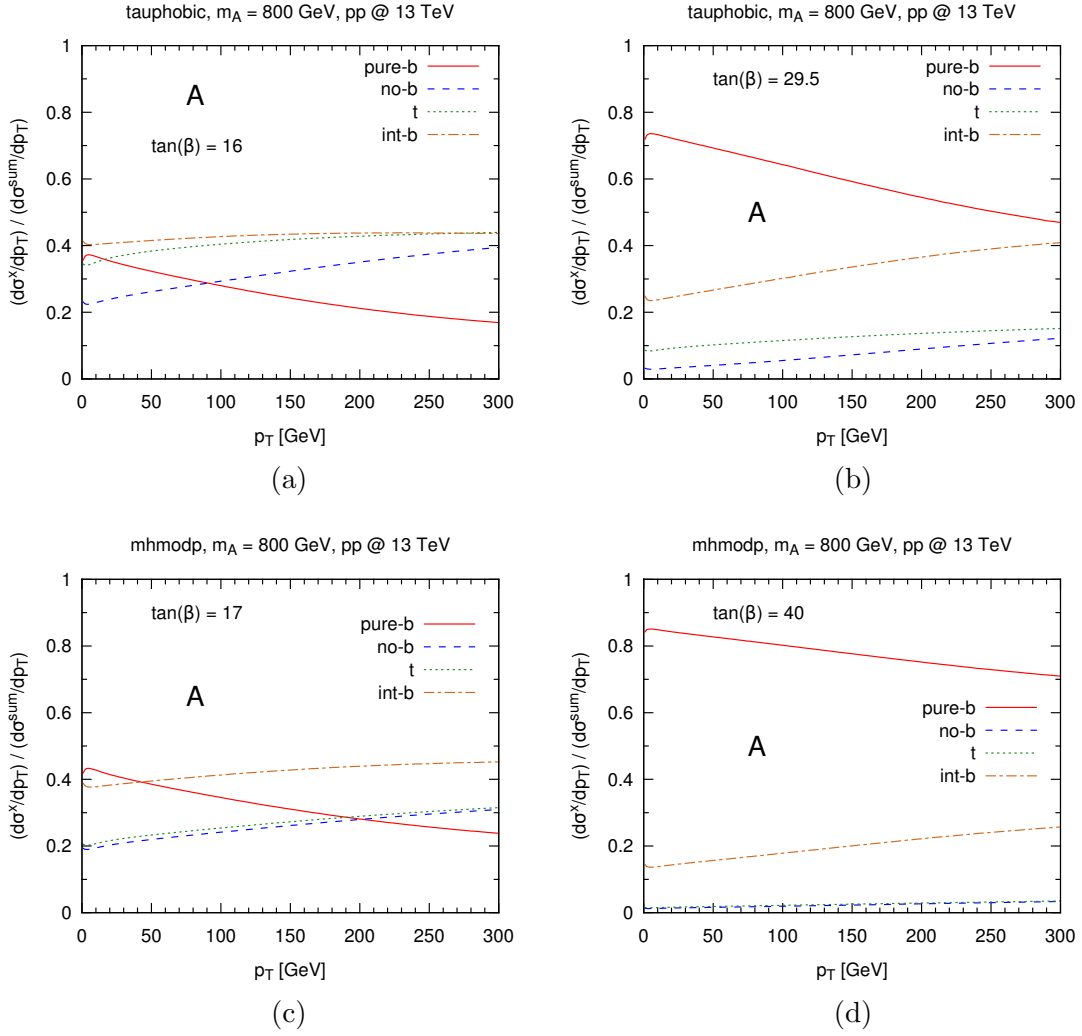 tauphobic, m_A = 800 GeV, pp @ 13 TeV
(dσ^x/dp_T) / (dσ^sum/dp_T)
1
0.8
0.6
0.4
0.2
0
A
tan(β) = 16
pure-b
no-b
t
int-b
0 50 100 150 200 250 300
p_T [GeV]
(a)
tauphobic, m_A = 800 GeV, pp @ 13 TeV
(dσ^x/dp_T) / (dσ^sum/dp_T)
1
0.8
0.6
0.4
0.2
0
tan(β) = 29.5
A
pure-b
no-b
t
int-b
0 50 100 150 200 250 300
p_T [GeV]
(b)
mhmodp, m_A = 800 GeV, pp @ 13 TeV
(dσ^x/dp_T) / (dσ^sum/dp_T)
1
0.8
0.6
0.4
0.2
0
tan(β) = 17
A
pure-b
no-b
t
int-b
0 50 100 150 200 250 300
p_T [GeV]
(c)
mhmodp, m_A = 800 GeV, pp @ 13 TeV
(dσ^x/dp_T) / (dσ^sum/dp_T)
1
0.8
0.6
0.4
0.2
0
tan(β) = 40
A
pure-b
no-b
t
int-b
0 50 100 150 200 250 300
p_T [GeV]
(d)